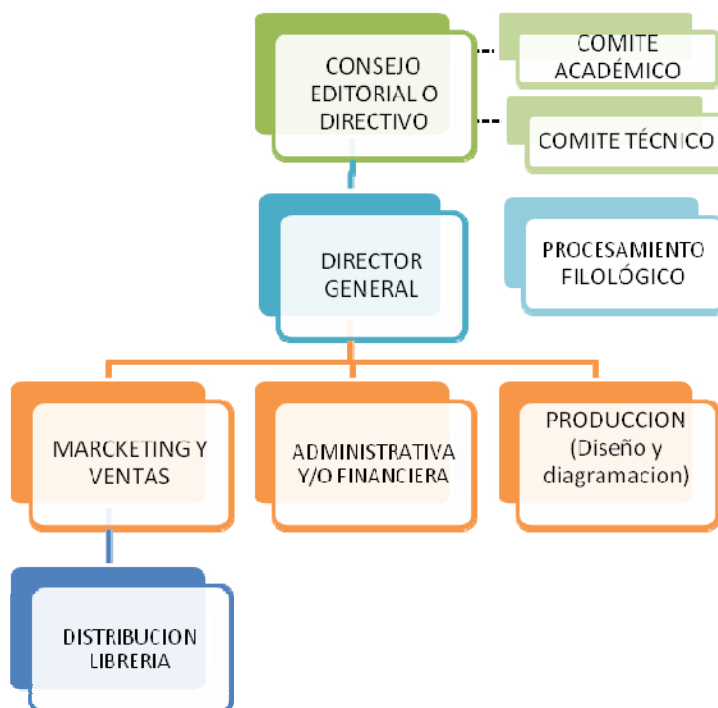 CONSEJO
EDITORIAL O
DIRECTIVO
COMITE
ACADÉMICO
COMITE TÉCNICO
DIRECTOR
GENERAL
PROCESAMIENTO
FILOLÓGICO
MARCKETING Y
VENTAS
ADMINISTRATIVA
Y/O FINANCIERA
PRODUCCION
(Diseño y
diagramacion)
DISTRIBUCION
LIBRERIA